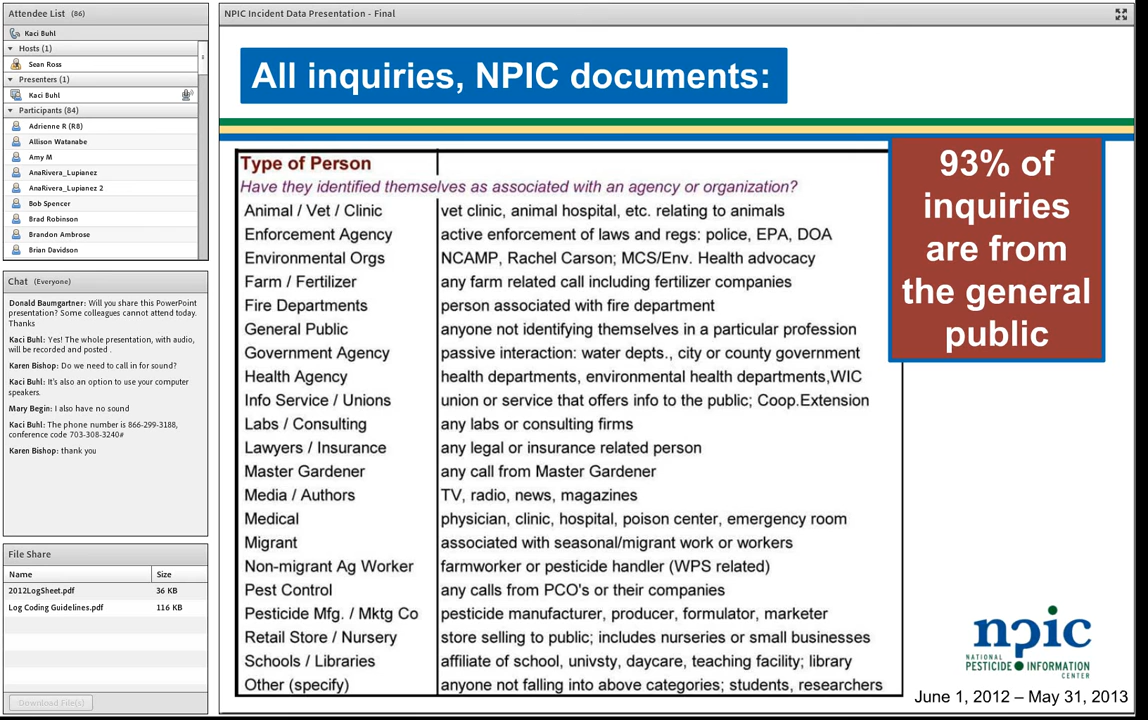 Attendee List (86)
Kaci Buhl
Hosts (1)
Sean Ross
Presenters (1)
Kaci Buhl
Participants (84)
Adrienne R (R8)
Allison Watanabe
Amy M
AnaRivera_Lupianez
AnaRivera_Lupianez 2
Bob Spencer
Brad Robinson
Brandon Ambrose
Brian Davidson
Chat (Everyone)
Donald Baumgartner: Will you share this PowerPoint
presentation? Some colleagues cannot attend today.
Thanks
Kaci Buhl: Yes! The whole presentation, with audio,
will be recorded and posted .
Karen Bishop: Do we need to call in for sound?
Kaci Buhl: It's also an option to use your computer
speakers.
Mary Begin: I also have no sound
Kaci Buhl: The phone number is 866-299-3188,
conference code 703-308-3240#
Karen Bishop: thank you
File Share
Name Size
2012LogSheet.pdf 36 KB
Log Coding Guidelines.pdf 116 KB
Download File(s)
NPIC Incident Data Presentation - Final
All inquiries, NPIC documents:
Type of Person
Have they identified themselves as associated with an agency or organization?
Animal / Vet / Clinic vet clinic, animal hospital, etc. relating to animals
Enforcement Agency active enforcement of laws and regs: police, EPA, DOA
Environmental Orgs NCAMP, Rachel Carson; MCS/Env. Health advocacy
Farm / Fertilizer any farm related call including fertilizer companies
Fire Departments person associated with fire department
General Public anyone not identifying themselves in a particular profession
Government Agency passive interaction: water depts., city or county government
Health Agency health departments, environmental health departments,WIC
Info Service / Unions union or service that offers info to the public; Coop.Extension
Labs / Consulting any labs or consulting firms
Lawyers / Insurance any legal or insurance related person
Master Gardener any call from Master Gardener
Media / Authors TV, radio, news, magazines
Medical physician, clinic, hospital, poison center, emergency room
Migrant associated with seasonal/migrant work or workers
Non-migrant Ag Worker farmworker or pesticide handler (WPS related)
Pest Control any calls from PCO's or their companies
Pesticide Mfg. / Mktg Co pesticide manufacturer, producer, formulator, marketer
Retail Store / Nursery store selling to public; includes nurseries or small businesses
Schools / Libraries affiliate of school, univsty, daycare, teaching facility; library
Other (specify) anyone not falling into above categories; students, researchers
93% of
inquiries
are from
the general
public
npic
NATIONAL
PESTICIDE INFORMATION
CENTER
June 1, 2012 – May 31, 2013